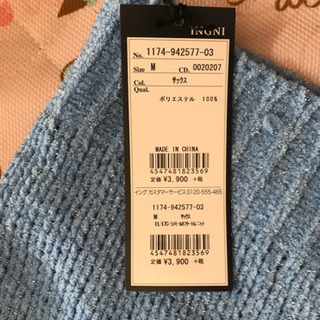 INGNI
No. 1174-942577-03
Size M CD. 0020207
Col. サックス
Qual.
ポリエステル 100%
MADE IN CHINA
4547481823569
定価 ¥3,900 +税
イング カスタマーサービス 0120-555-465
1174-942577-03
M サックス
4547481823569
定価 ¥3,900 +税